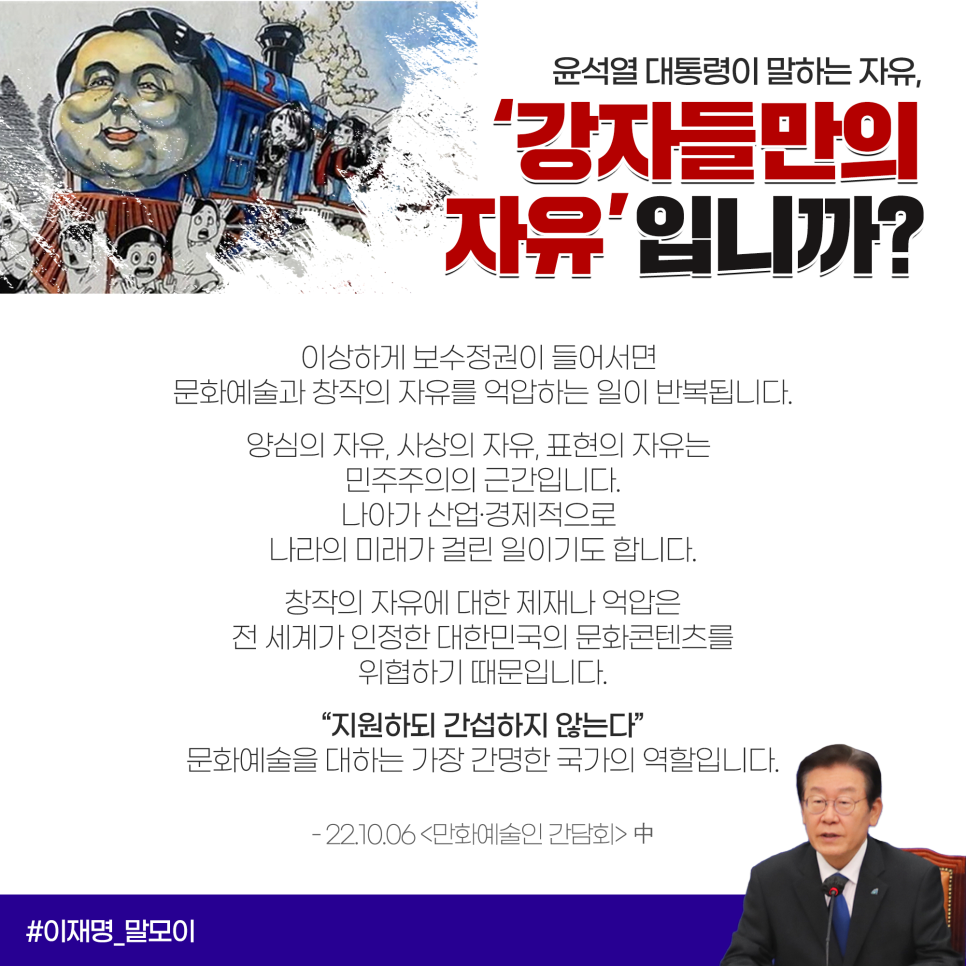 윤석열 대통령이 말하는 자유,
‘강자들만의
자유’입니까?
이상하게 보수정권이 들어서면
문화예술과 창작의 자유를 억압하는 일이 반복됩니다.
양심의 자유, 사상의 자유, 표현의 자유는
민주주의의 근간입니다.
나아가 산업·경제적으로
나라의 미래가 걸린 일이기도 합니다.
창작의 자유에 대한 제재나 억압은
전 세계가 인정한 대한민국의 문화콘텐츠를
위협하기 때문입니다.
“지원하되 간섭하지 않는다”
문화예술을 대하는 가장 간명한 국가의 역할입니다.
- 22.10.06 <만화예술인 간담회> 中
#이재명_말모이
2